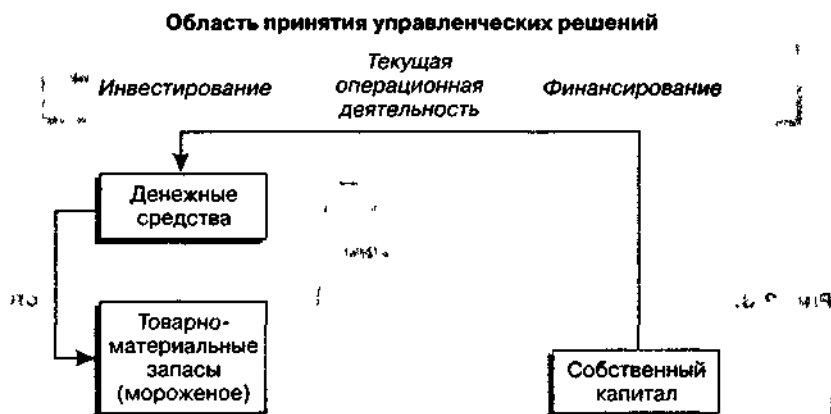 Область принятия управленческих решений
Инвестирование
Текущая
операционная
деятельность
Финансирование
Денежные
средства
Товарно-
материальные
запасы
(мороженое)
Собственный
капитал